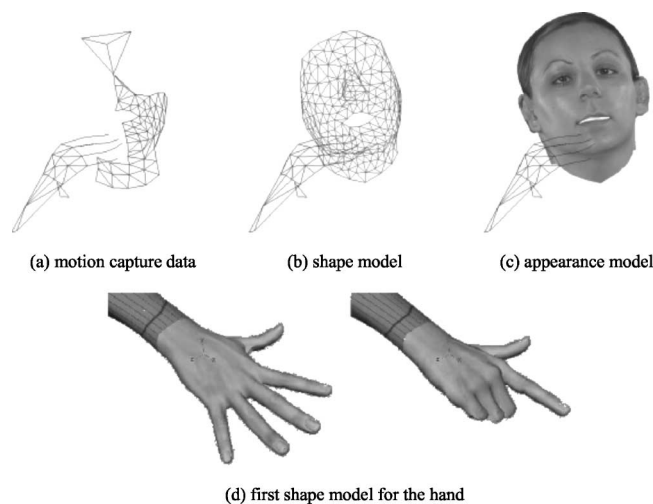 (a) motion capture data
(b) shape model
(c) appearance model
(d) first shape model for the hand